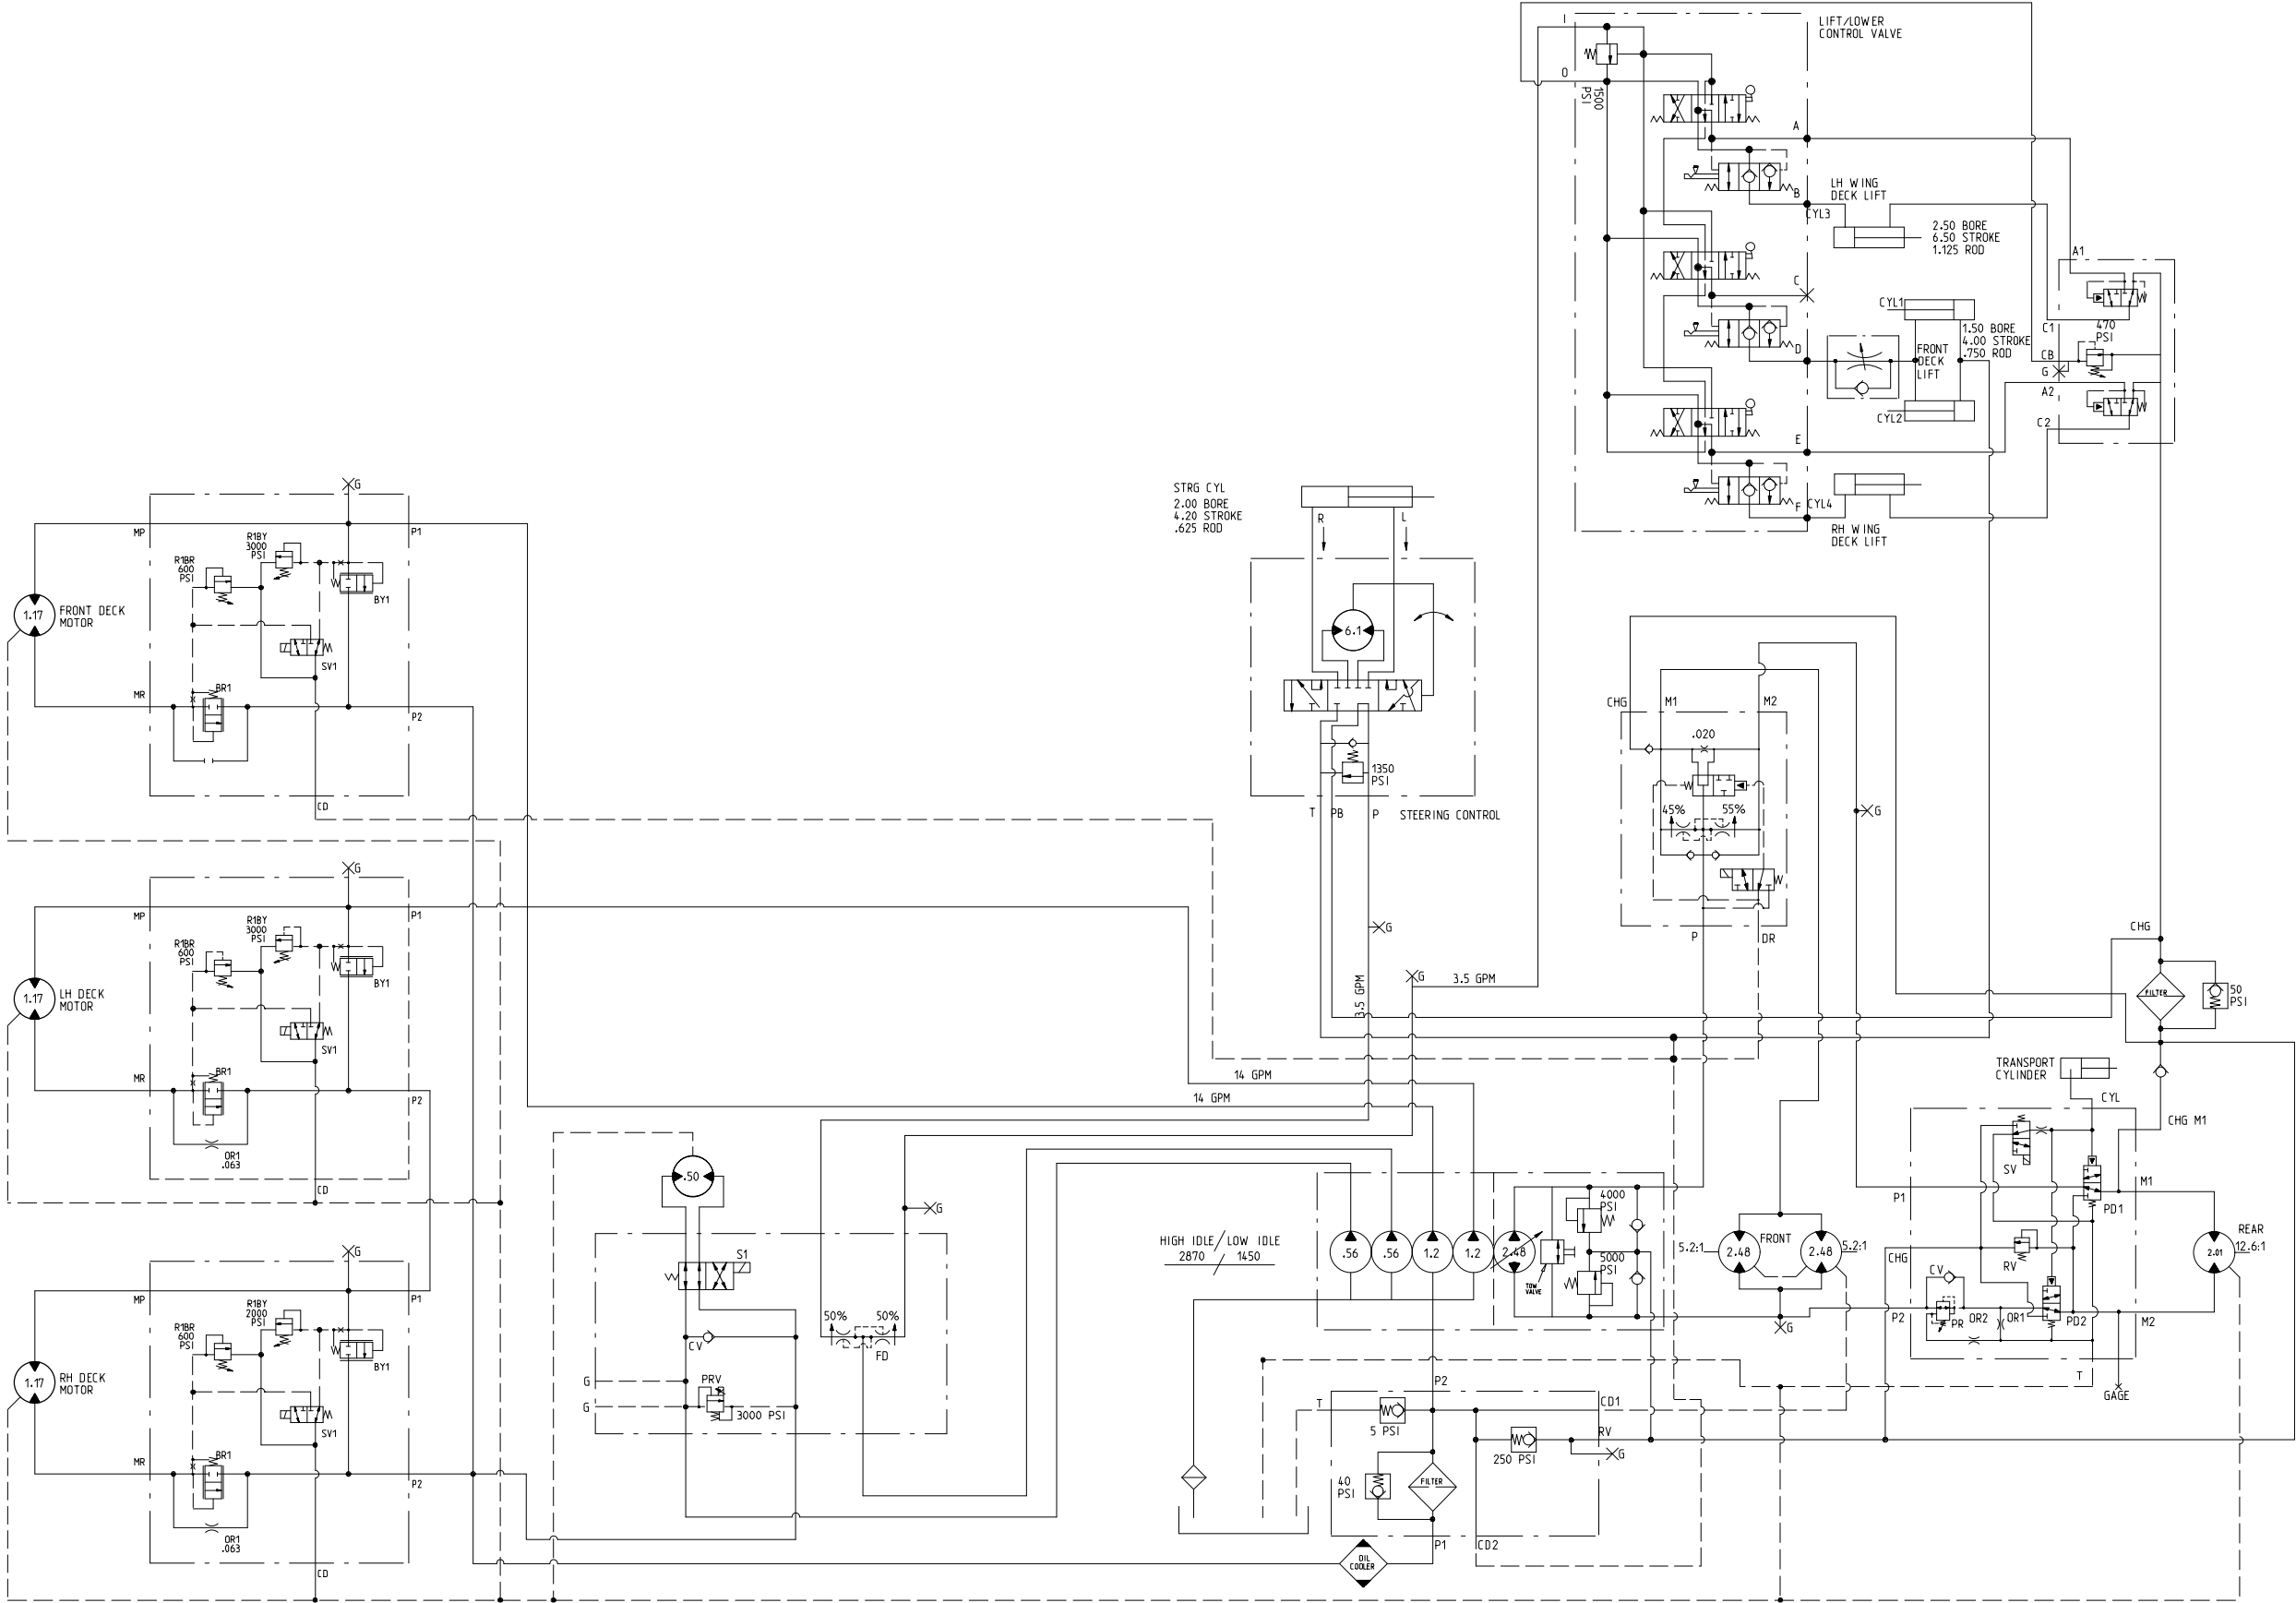 I
LIFT/LOWER
CONTROL VALVE
O
1500
PSI
A
B
CYL3
LH WING
DECK LIFT
2.50 BORE
6.50 STROKE
1.125 ROD
C
D
CYL1
1.50 BORE
4.00 STROKE
.750 ROD
FRONT
DECK
LIFT
CYL2
A1
C1
470
PSI
CB
G
A2
C2
E
F
CYL4
RH WING
DECK LIFT
STRG CYL
2.00 BORE
4.20 STROKE
.625 ROD
R
L
6.1
1350
PSI
T
PB
P
STEERING CONTROL
G
3.5 GPM
G
3.5 GPM
CHG
M1
M2
.020
45%
55%
P
DR
G
CHG
FILTER
50
PSI
G
MP
P1
R1BR
600
PSI
R1BY
3000
PSI
BY1
1.17
FRONT DECK
MOTOR
SV1
MR
BR1
P2
CD
G
MP
P1
R1BR
600
PSI
R1BY
3000
PSI
BY1
1.17
LH DECK
MOTOR
SV1
MR
BR1
P2
OR1
.063
CD
G
MP
P1
R1BR
600
PSI
R1BY
2000
PSI
BY1
1.17
RH DECK
MOTOR
SV1
MR
BR1
P2
OR1
.063
CD
14 GPM
14 GPM
.50
S1
CV
G
G
PRV
3000 PSI
50%
50%
FD
G
HIGH IDLE/LOW IDLE
2870 / 1450
.56
.56
1.2
1.2
2.48
TOW
VALVE
4000
PSI
5000
PSI
5.2:1
2.48
FRONT
2.48
5.2:1
G
TRANSPORT
CYLINDER
CYL
CHG M1
SV
P1
M1
PD1
CHG
RV
CV
P2
PR
OR2
OR1
PD2
M2
T
GAGE
REAR
12.6:1
2.01
P2
T
5 PSI
CD1
RV
250 PSI
G
40
PSI
FILTER
P1
CD2
OIL
COOLER